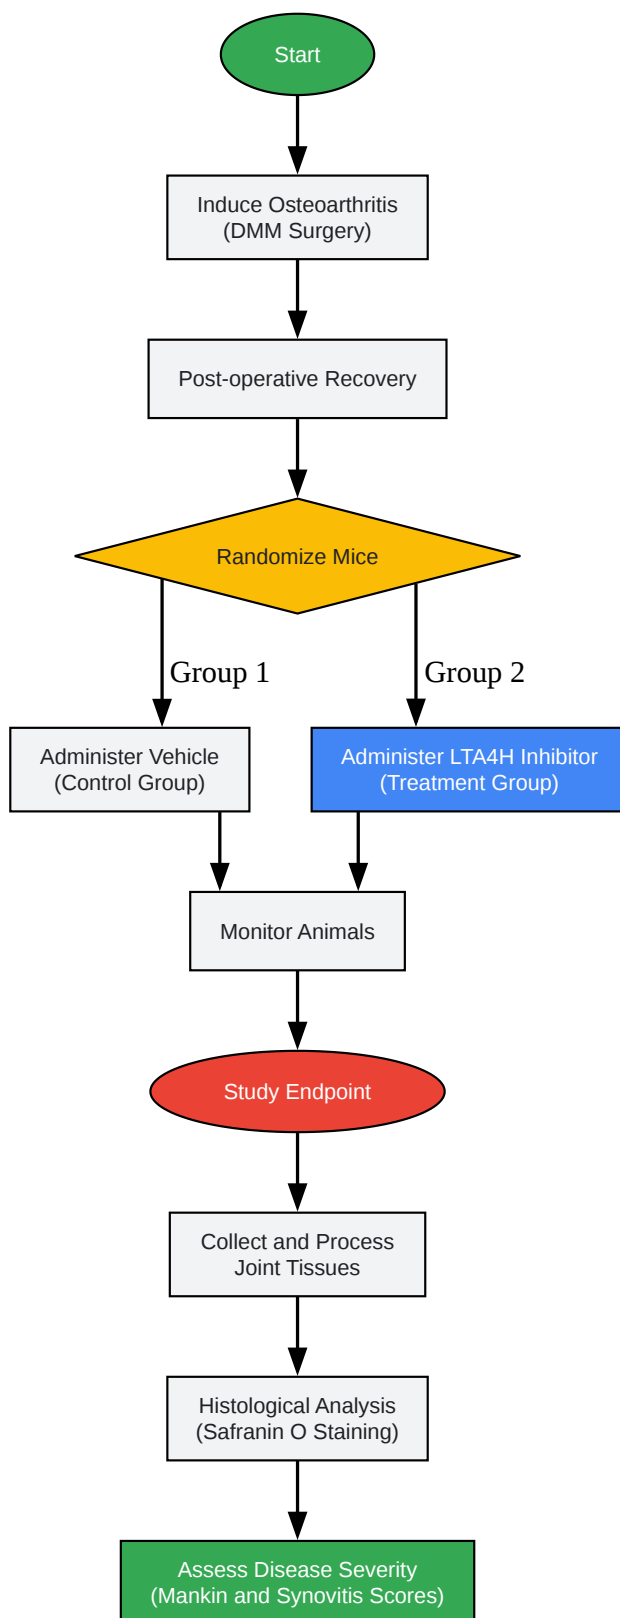 Start
Induce Osteoarthritis
(DMM Surgery)
Post-operative Recovery
Randomize Mice
Group 1
Group 2
Administer Vehicle
(Control Group)
Administer LTA4H Inhibitor
(Treatment Group)
Monitor Animals
Study Endpoint
Collect and Process
Joint Tissues
Histological Analysis
(Safranin O Staining)
Assess Disease Severity
(Mankin and Synovitis Scores)